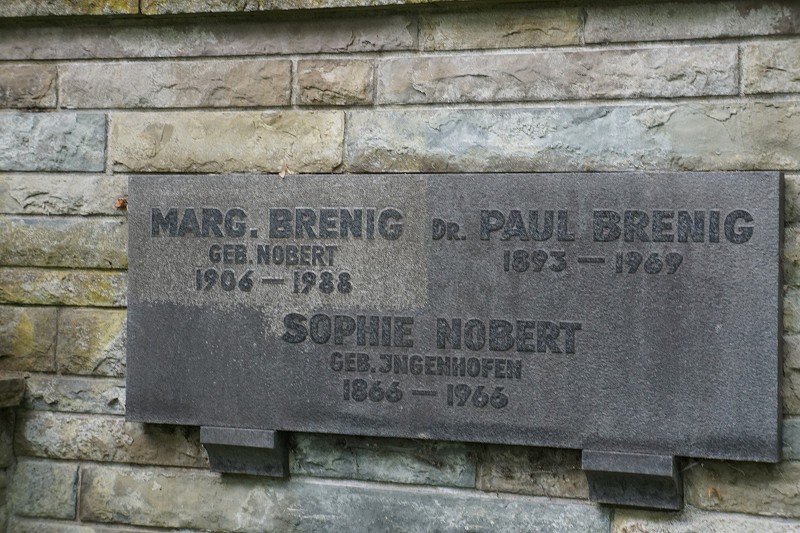 MARG. BRENIG
GEB. NOBERT
1906 — 1988
DR. PAUL BRENIG
1893 — 1969
SOPHIE NOBERT
GEB. JNGENHOFEN
1866 — 1966